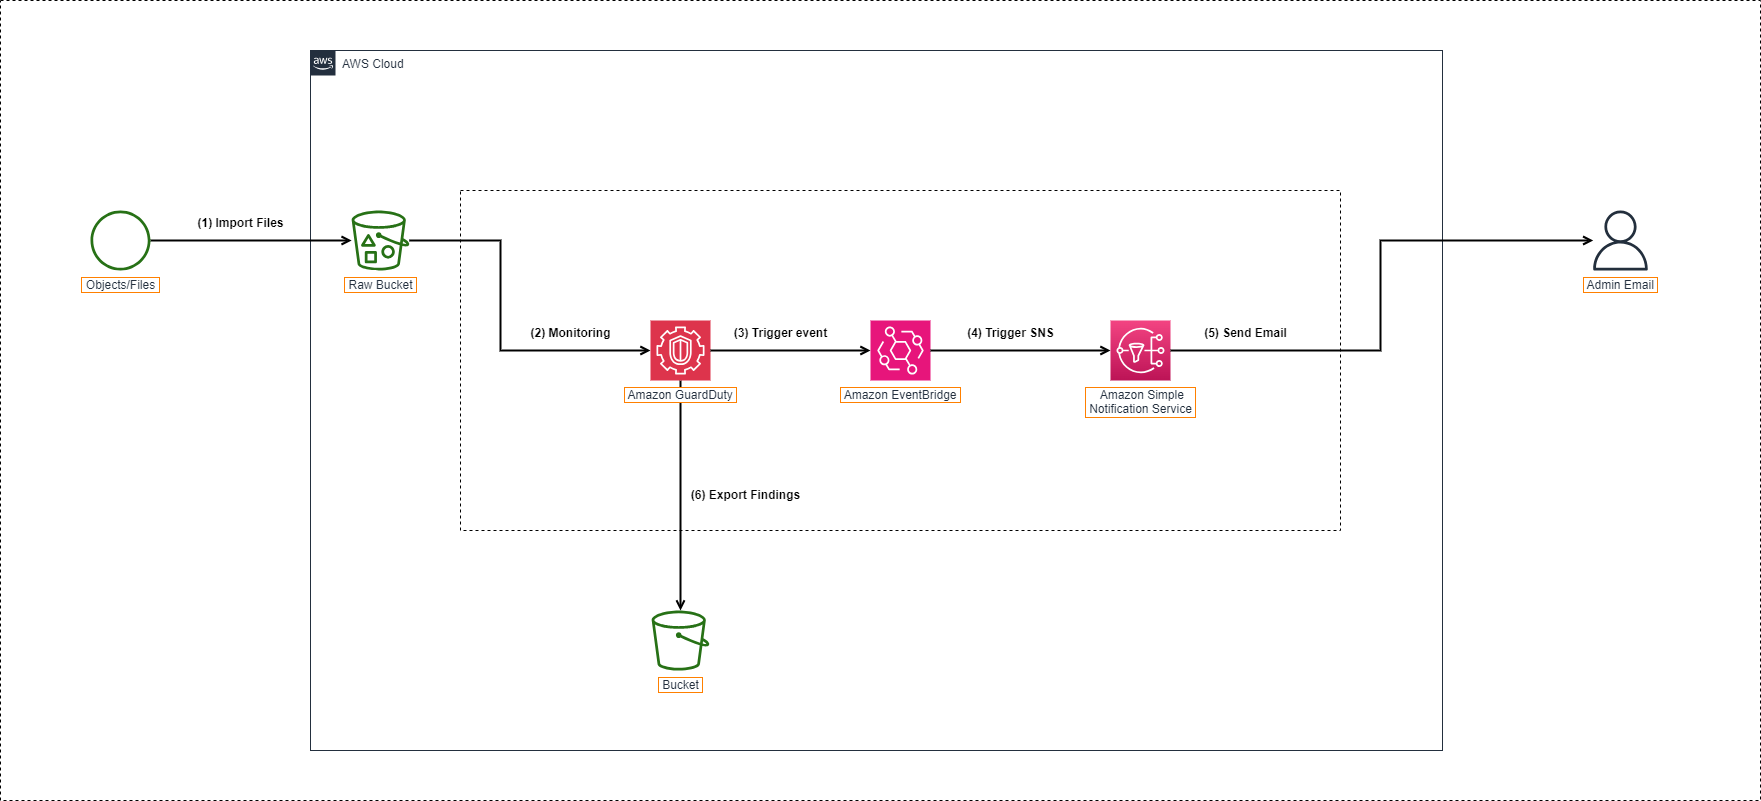 aws
AWS Cloud
(1) Import Files
Objects/Files
Raw Bucket
Admin Email
(2) Monitoring
(3) Trigger event
(4) Trigger SNS
(5) Send Email
Amazon GuardDuty
Amazon EventBridge
Amazon Simple
Notification Service
(6) Export Findings
Bucket